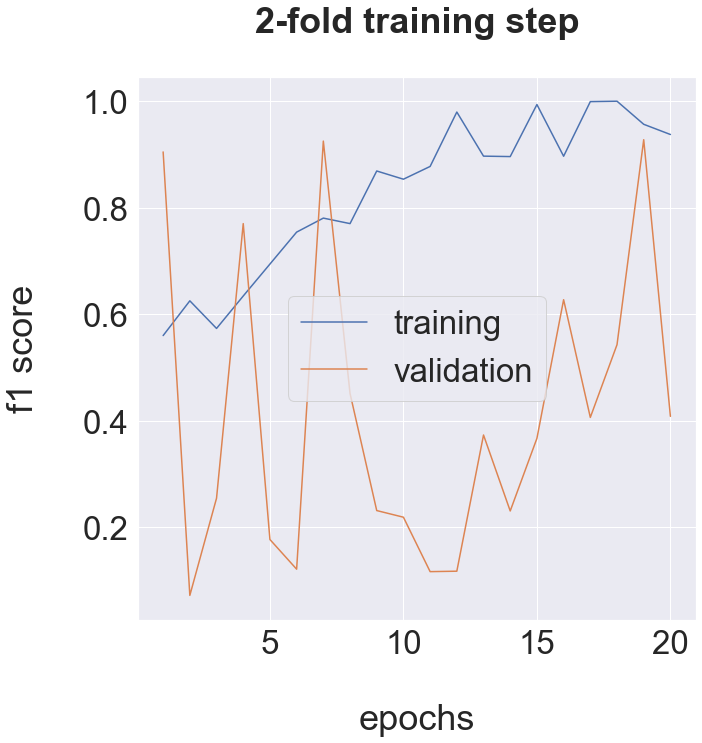 2-fold training step
1.0
0.8
0.6
0.4
0.2
f1 score
training
validation
5 10 15 20
epochs